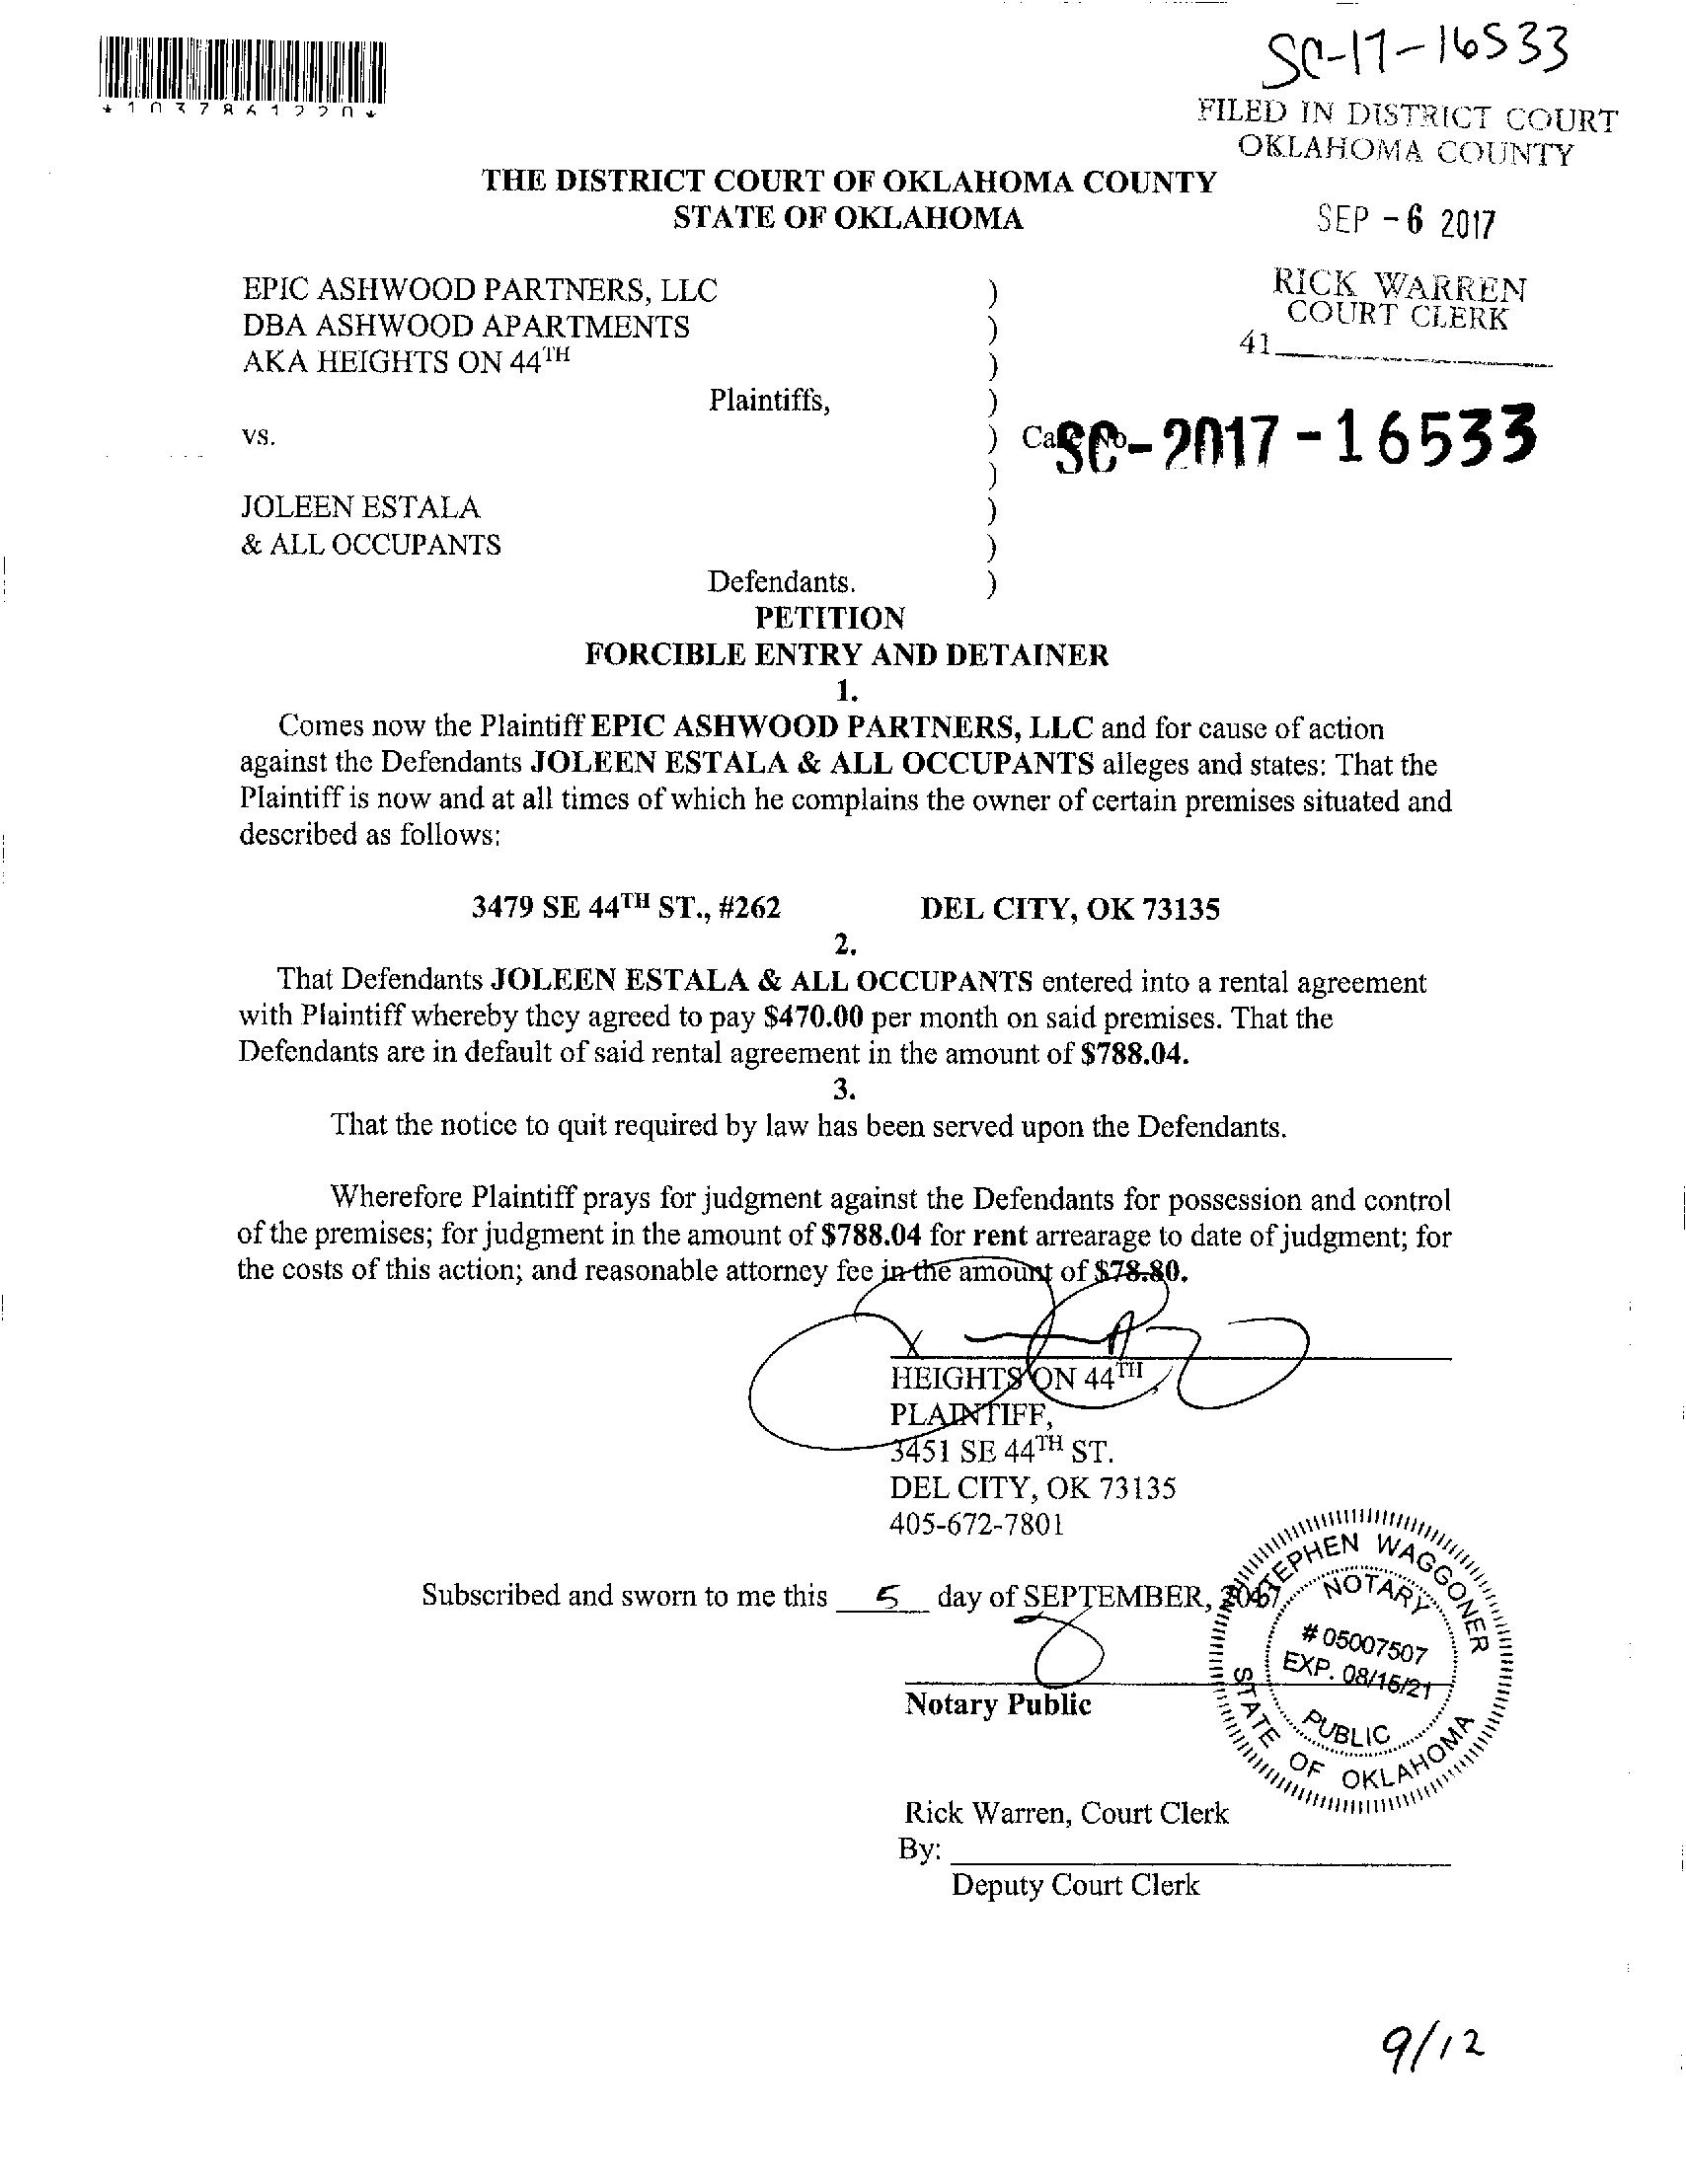 SC-17-16533
*1037861220*
FILED IN DISTRICT COURT
OKLAHOMA COUNTY
THE DISTRICT COURT OF OKLAHOMA COUNTY
STATE OF OKLAHOMA
SEP -6 2017
RICK WARREN
COURT CLERK
41
EPIC ASHWOOD PARTNERS, LLC )
DBA ASHWOOD APARTMENTS )
AKA HEIGHTS ON 44TH )
Plaintiffs, )
vs. ) Case No. SC-2017-16533
)
JOLEEN ESTALA )
& ALL OCCUPANTS )
Defendants. )
PETITION
FORCIBLE ENTRY AND DETAINER
1.
Comes now the Plaintiff EPIC ASHWOOD PARTNERS, LLC and for cause of action
against the Defendants JOLEEN ESTALA & ALL OCCUPANTS alleges and states: That the
Plaintiff is now and at all times of which he complains the owner of certain premises situated and
described as follows:
3479 SE 44TH ST., #262 DEL CITY, OK 73135
2.
That Defendants JOLEEN ESTALA & ALL OCCUPANTS entered into a rental agreement
with Plaintiff whereby they agreed to pay $470.00 per month on said premises. That the
Defendants are in default of said rental agreement in the amount of $788.04.
3.
That the notice to quit required by law has been served upon the Defendants.
Wherefore Plaintiff prays for judgment against the Defendants for possession and control
of the premises; for judgment in the amount of $788.04 for rent arrearage to date of judgment; for
the costs of this action; and reasonable attorney fee in the amount of $78.80.
X
HEIGHTS ON 44TH,
PLAINTIFF,
3451 SE 44TH ST.
DEL CITY, OK 73135
405-672-7801
Subscribed and sworn to me this 5 day of SEPTEMBER, 2017
STEPHEN WAGGONER
NOTARY
# 05007507
EXP. 08/15/21
PUBLIC
STATE OF OKLAHOMA
Notary Public
Rick Warren, Court Clerk
By:
Deputy Court Clerk
9/12